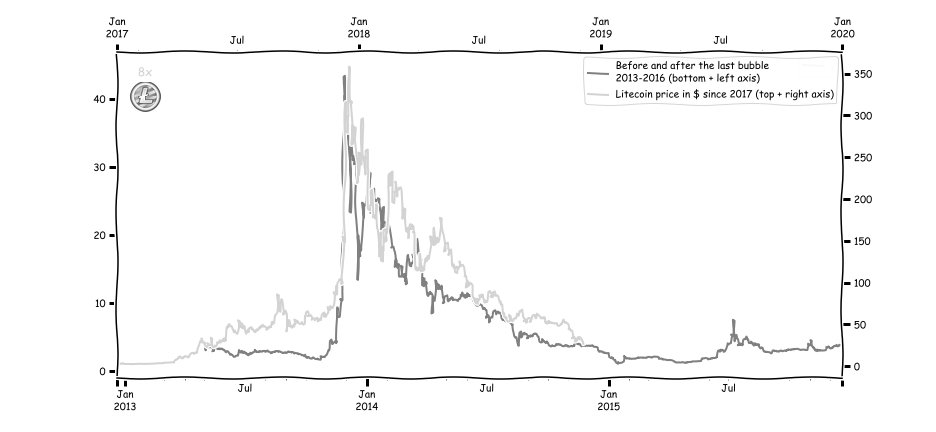 Jan
2017
Jul
Jan
2018
Jul
Jan
2019
Jul
Jan
2020
8x
Before and after the last bubble
2013-2016 (bottom + left axis)
Litecoin price in $ since 2017 (top + right axis)
40
30
20
10
0
350
300
250
200
150
100
50
0
Jan
2013
Jul
Jan
2014
Jul
Jan
2015
Jul